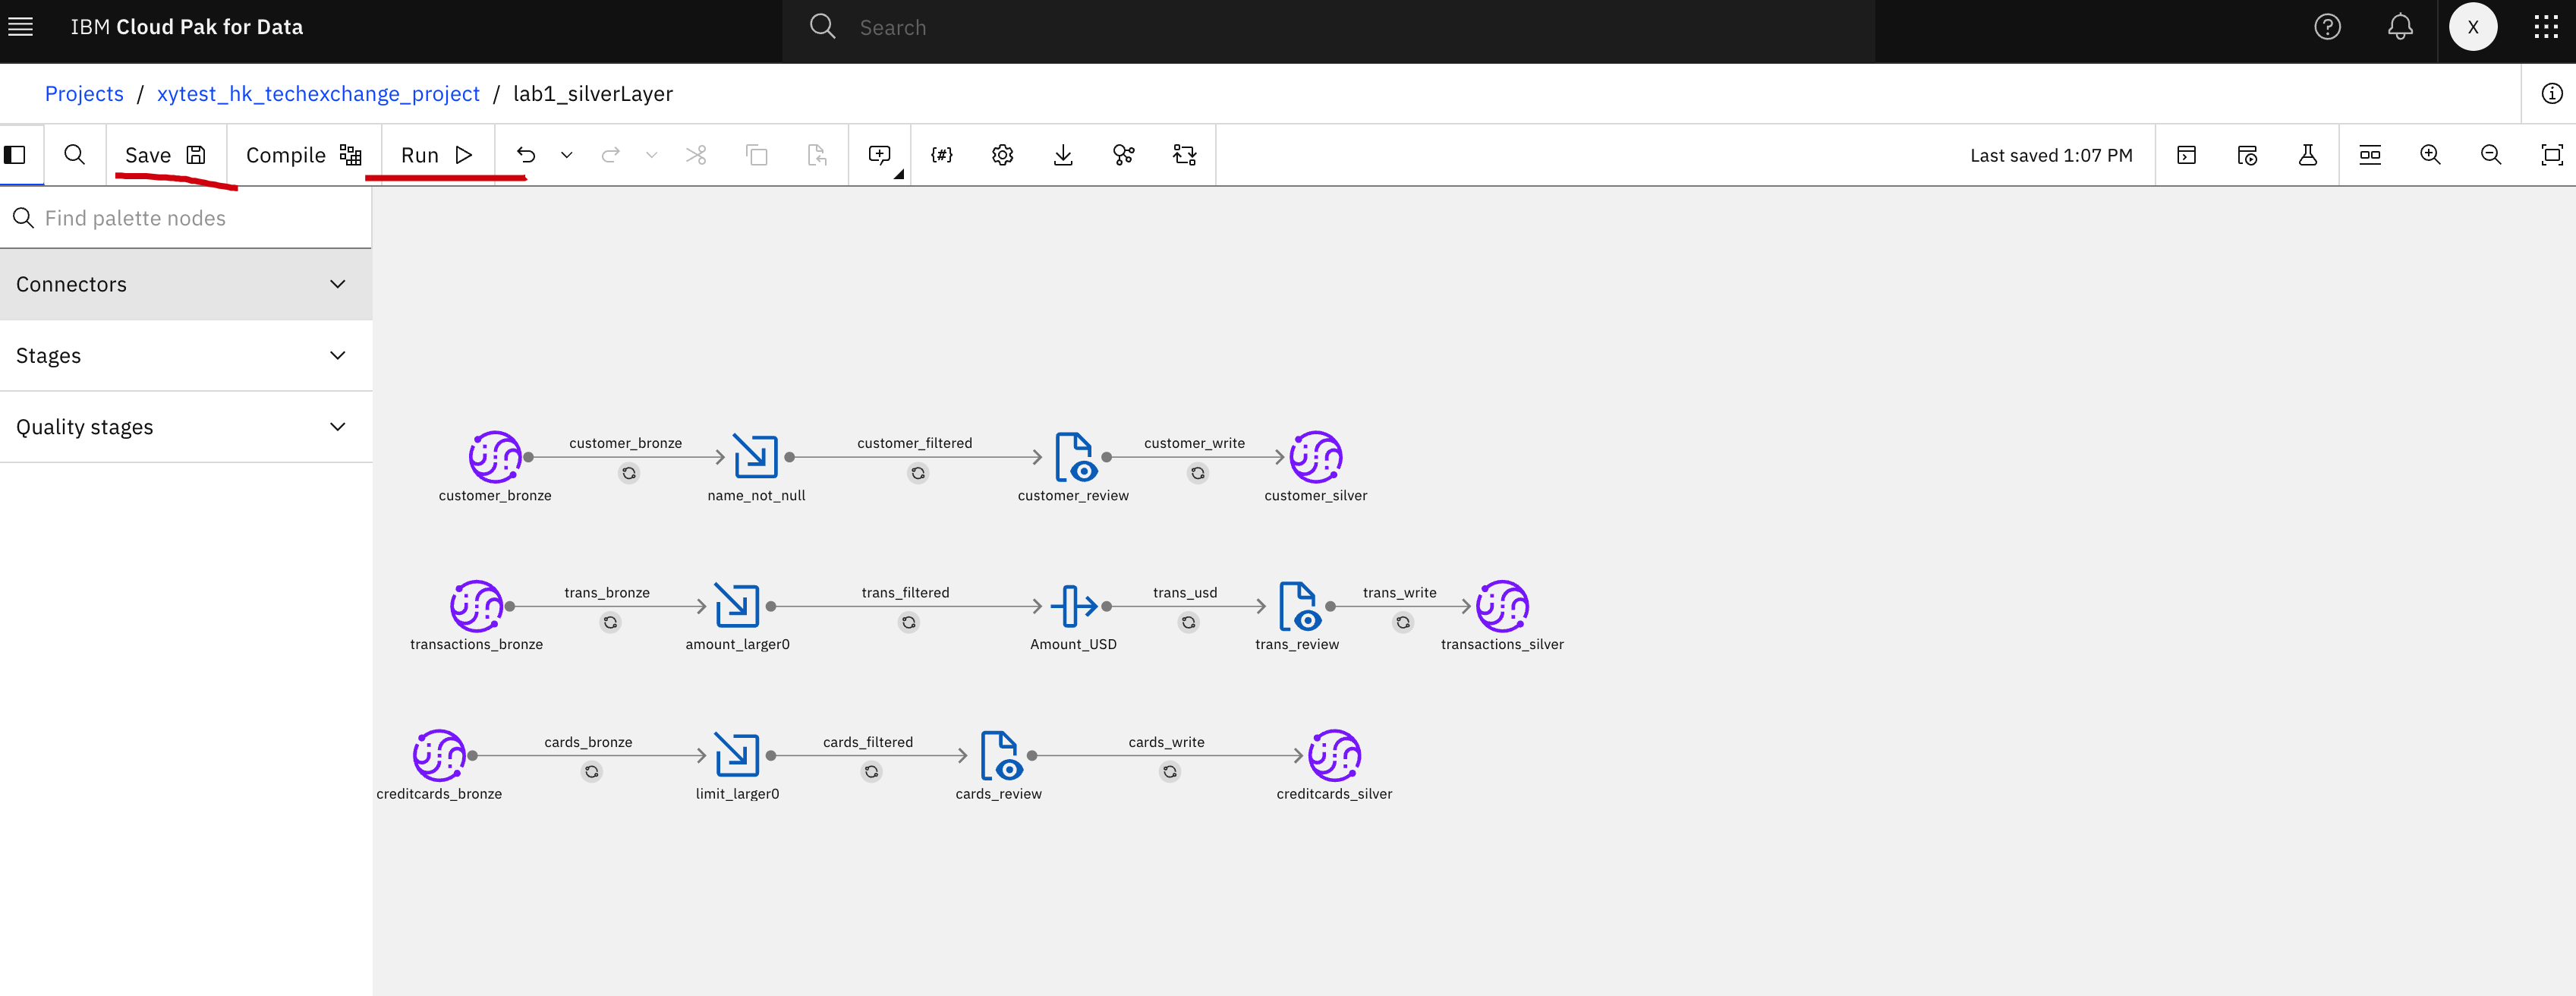 IBM Cloud Pak for Data
Search
X
Projects / xytest_hk_techexchange_project / lab1_silverLayer
Save
Compile
Run
{#}
Last saved 1:07 PM
Find palette nodes
Connectors
Stages
Quality stages
customer_bronze customer_filtered customer_write
customer_bronze name_not_null customer_review customer_silver
trans_bronze trans_filtered trans_usd trans_write
transactions_bronze amount_larger0 Amount_USD trans_review transactions_silver
cards_bronze cards_filtered cards_write
creditcards_bronze limit_larger0 cards_review creditcards_silver